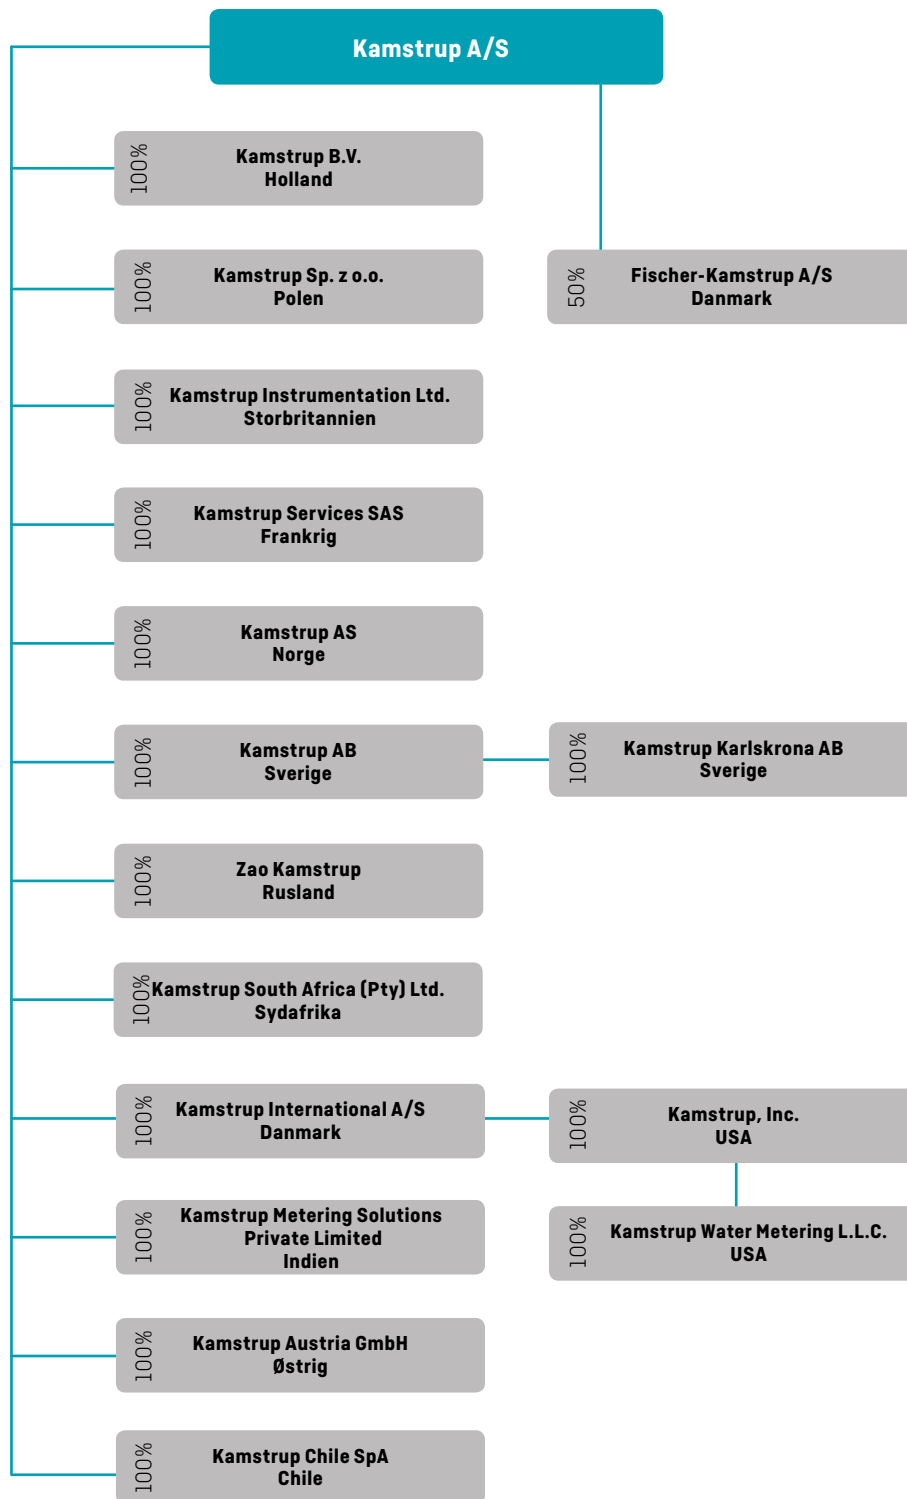 Kamstrup A/S
100%
Kamstrup B.V.
Holland
100%
Kamstrup Sp. z o.o.
Polen
50%
Fischer-Kamstrup A/S
Danmark
100%
Kamstrup Instrumentation Ltd.
Storbritannien
100%
Kamstrup Services SAS
Frankrig
100%
Kamstrup AS
Norge
100%
Kamstrup AB
Sverige
100%
Kamstrup Karlskrona AB
Sverige
100%
Zao Kamstrup
Rusland
100%
Kamstrup South Africa (Pty) Ltd.
Sydafrika
100%
Kamstrup International A/S
Danmark
100%
Kamstrup, Inc.
USA
100%
Kamstrup Metering Solutions
Private Limited
Indien
100%
Kamstrup Water Metering L.L.C.
USA
100%
Kamstrup Austria GmbH
Østrig
100%
Kamstrup Chile SpA
Chile